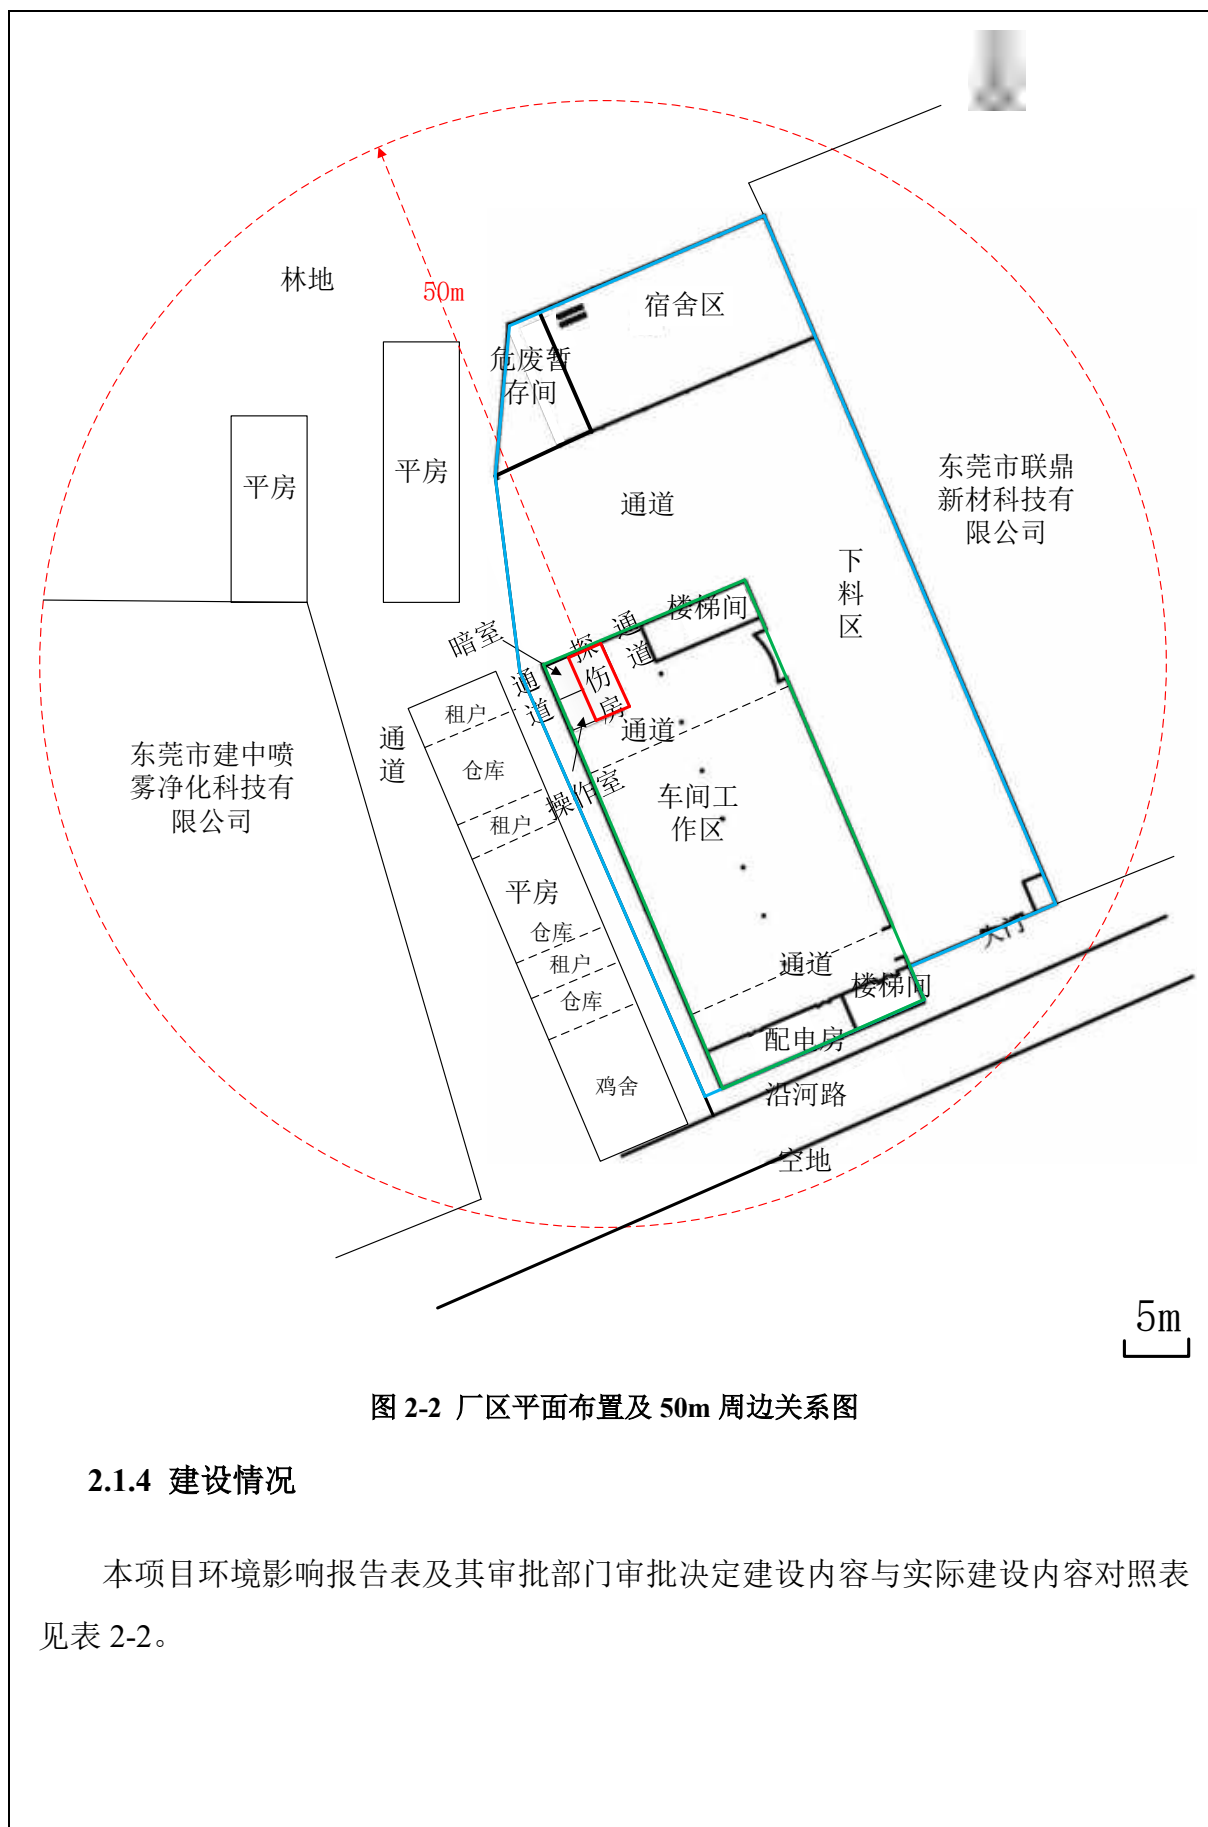 林地
50m
宿舍区
危废暂
存间
平房
平房
东莞市联鼎
新材科技有
限公司
通道
下
料
区
楼梯间
通
道
探
伤
房
暗室
通
道
通道
操作室
租户
仓库
租户
平房
仓库
租户
仓库
鸡舍
通
道
东莞市建中喷
雾净化科技有
限公司
车间工
作区
大门
通道
楼梯间
配电房
沿河路
空地
5m
图 2-2 厂区平面布置及 50m 周边关系图
2.1.4 建设情况
本项目环境影响报告表及其审批部门审批决定建设内容与实际建设内容对照表
见表 2-2。